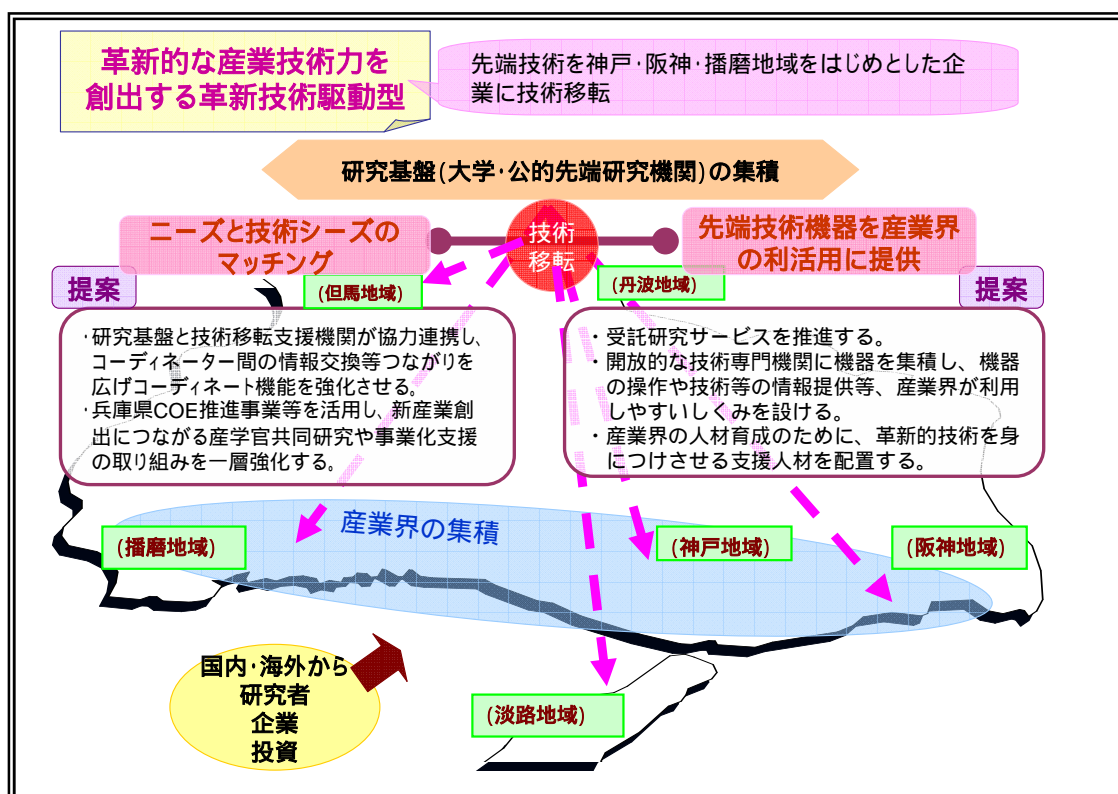 革新的な産業技術力を
創出する革新技術駆動型
先端技術を神戸・阪神・播磨地域をはじめとした企
業に技術移転
研究基盤(大学・公的先端研究機関)の集積
ニーズと技術シーズの
マッチング
技術
移転
先端技術機器を産業界
の利活用に提供
提案
(但馬地域)
(丹波地域)
提案
・研究基盤と技術移転支援機関が協力連携し、
コーディネーター間の情報交換等つながりを
広げコーディネート機能を強化させる。
・兵庫県COE推進事業等を活用し、新産業創
出につながる産学官共同研究や事業化支援
の取り組みを一層強化する。
・受託研究サービスを推進する。
・開放的な技術専門機関に機器を集積し、機器
の操作や技術等の情報提供等、産業界が利用
しやすいしくみを設ける。
・産業界の人材育成のために、革新的技術を身
につけさせる支援人材を配置する。
産業界の集積
(播磨地域)
(神戸地域)
(阪神地域)
国内・海外から
研究者
企業
投資
(淡路地域)